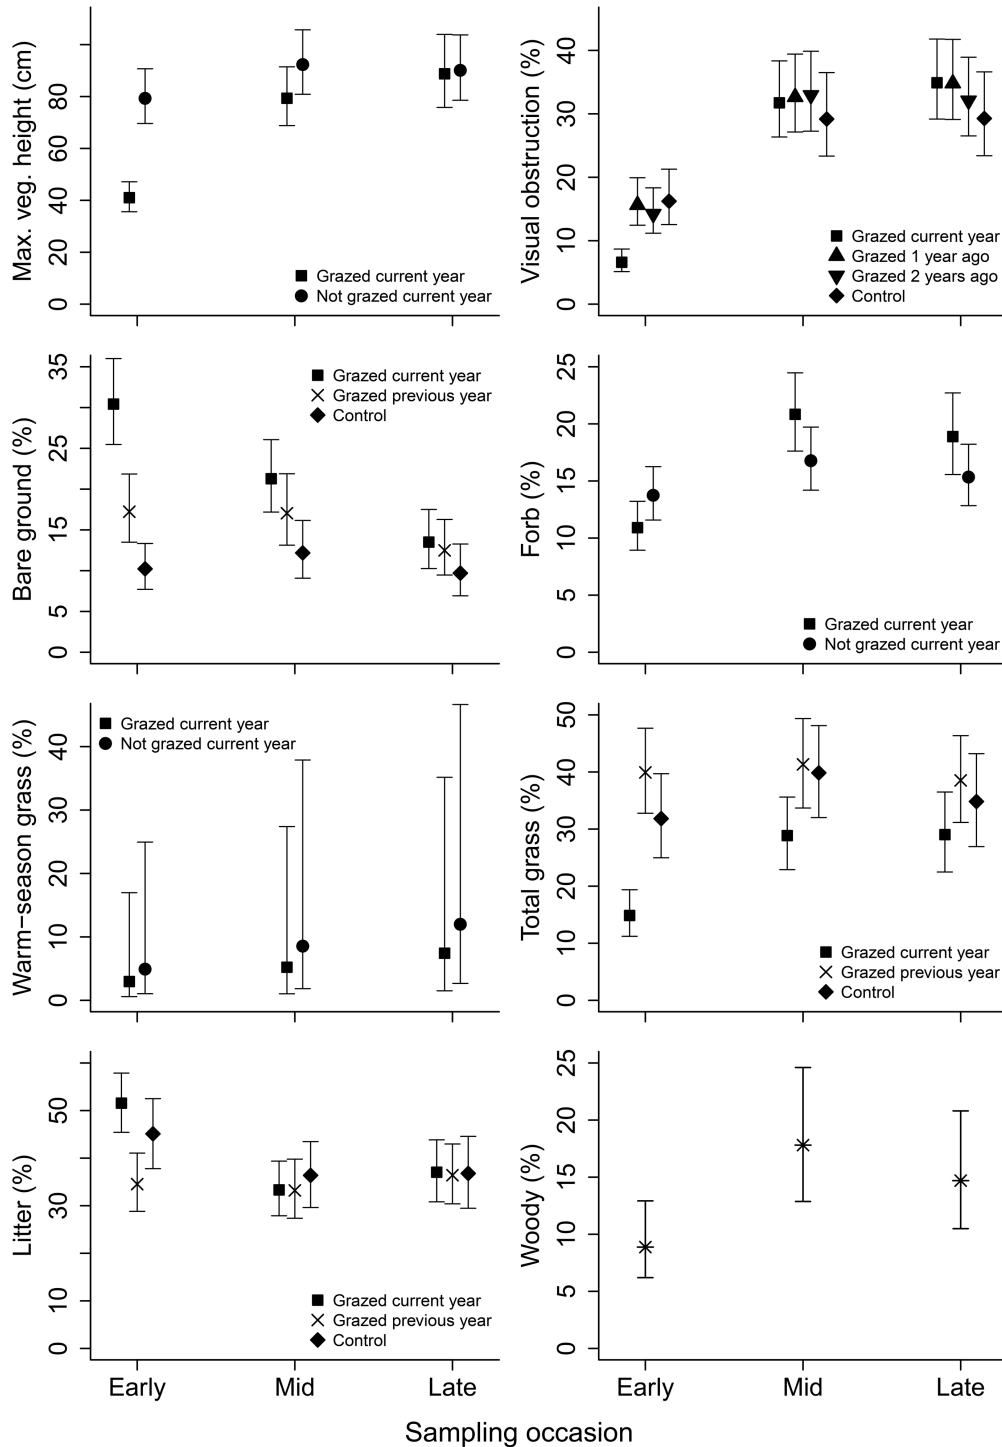 Max. veg. height (cm)
80
60
40
20
0
Grazed current year
Not grazed current year
Visual obstruction (%)
40
30
20
10
0
Grazed current year
Grazed 1 year ago
Grazed 2 years ago
Control
Bare ground (%)
35
25
15
5
0
Grazed current year
Grazed previous year
Control
Forb (%)
25
20
15
10
5
0
Grazed current year
Not grazed current year
Warm−season grass (%)
40
30
20
10
0
Grazed current year
Not grazed current year
Total grass (%)
50
40
30
20
10
0
Grazed current year
Grazed previous year
Control
Litter (%)
50
30
10
0
Grazed current year
Grazed previous year
Control
Early Mid Late
Woody (%)
25
20
15
10
5
0
Early Mid Late
Sampling occasion